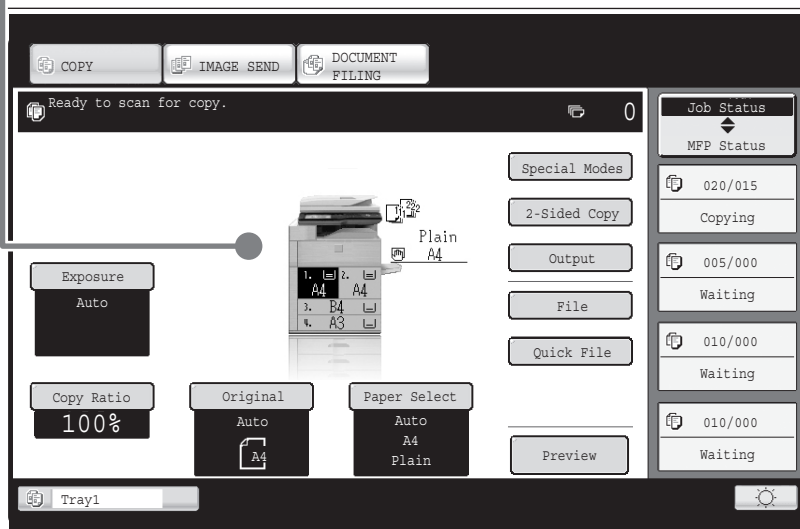 COPY
IMAGE SEND
DOCUMENT
FILING
Ready to scan for copy.
0
Job Status
MFP Status
Special Modes
020/015
Copying
2-Sided Copy
Plain
A4
Output
005/000
Waiting
Exposure
Auto
1. 2.
A4 A4
3. B4
4. A3
File
Quick File
010/000
Waiting
Copy Ratio
100%
Original
Auto
A4
Paper Select
Auto
A4
Plain
Preview
010/000
Waiting
Tray1